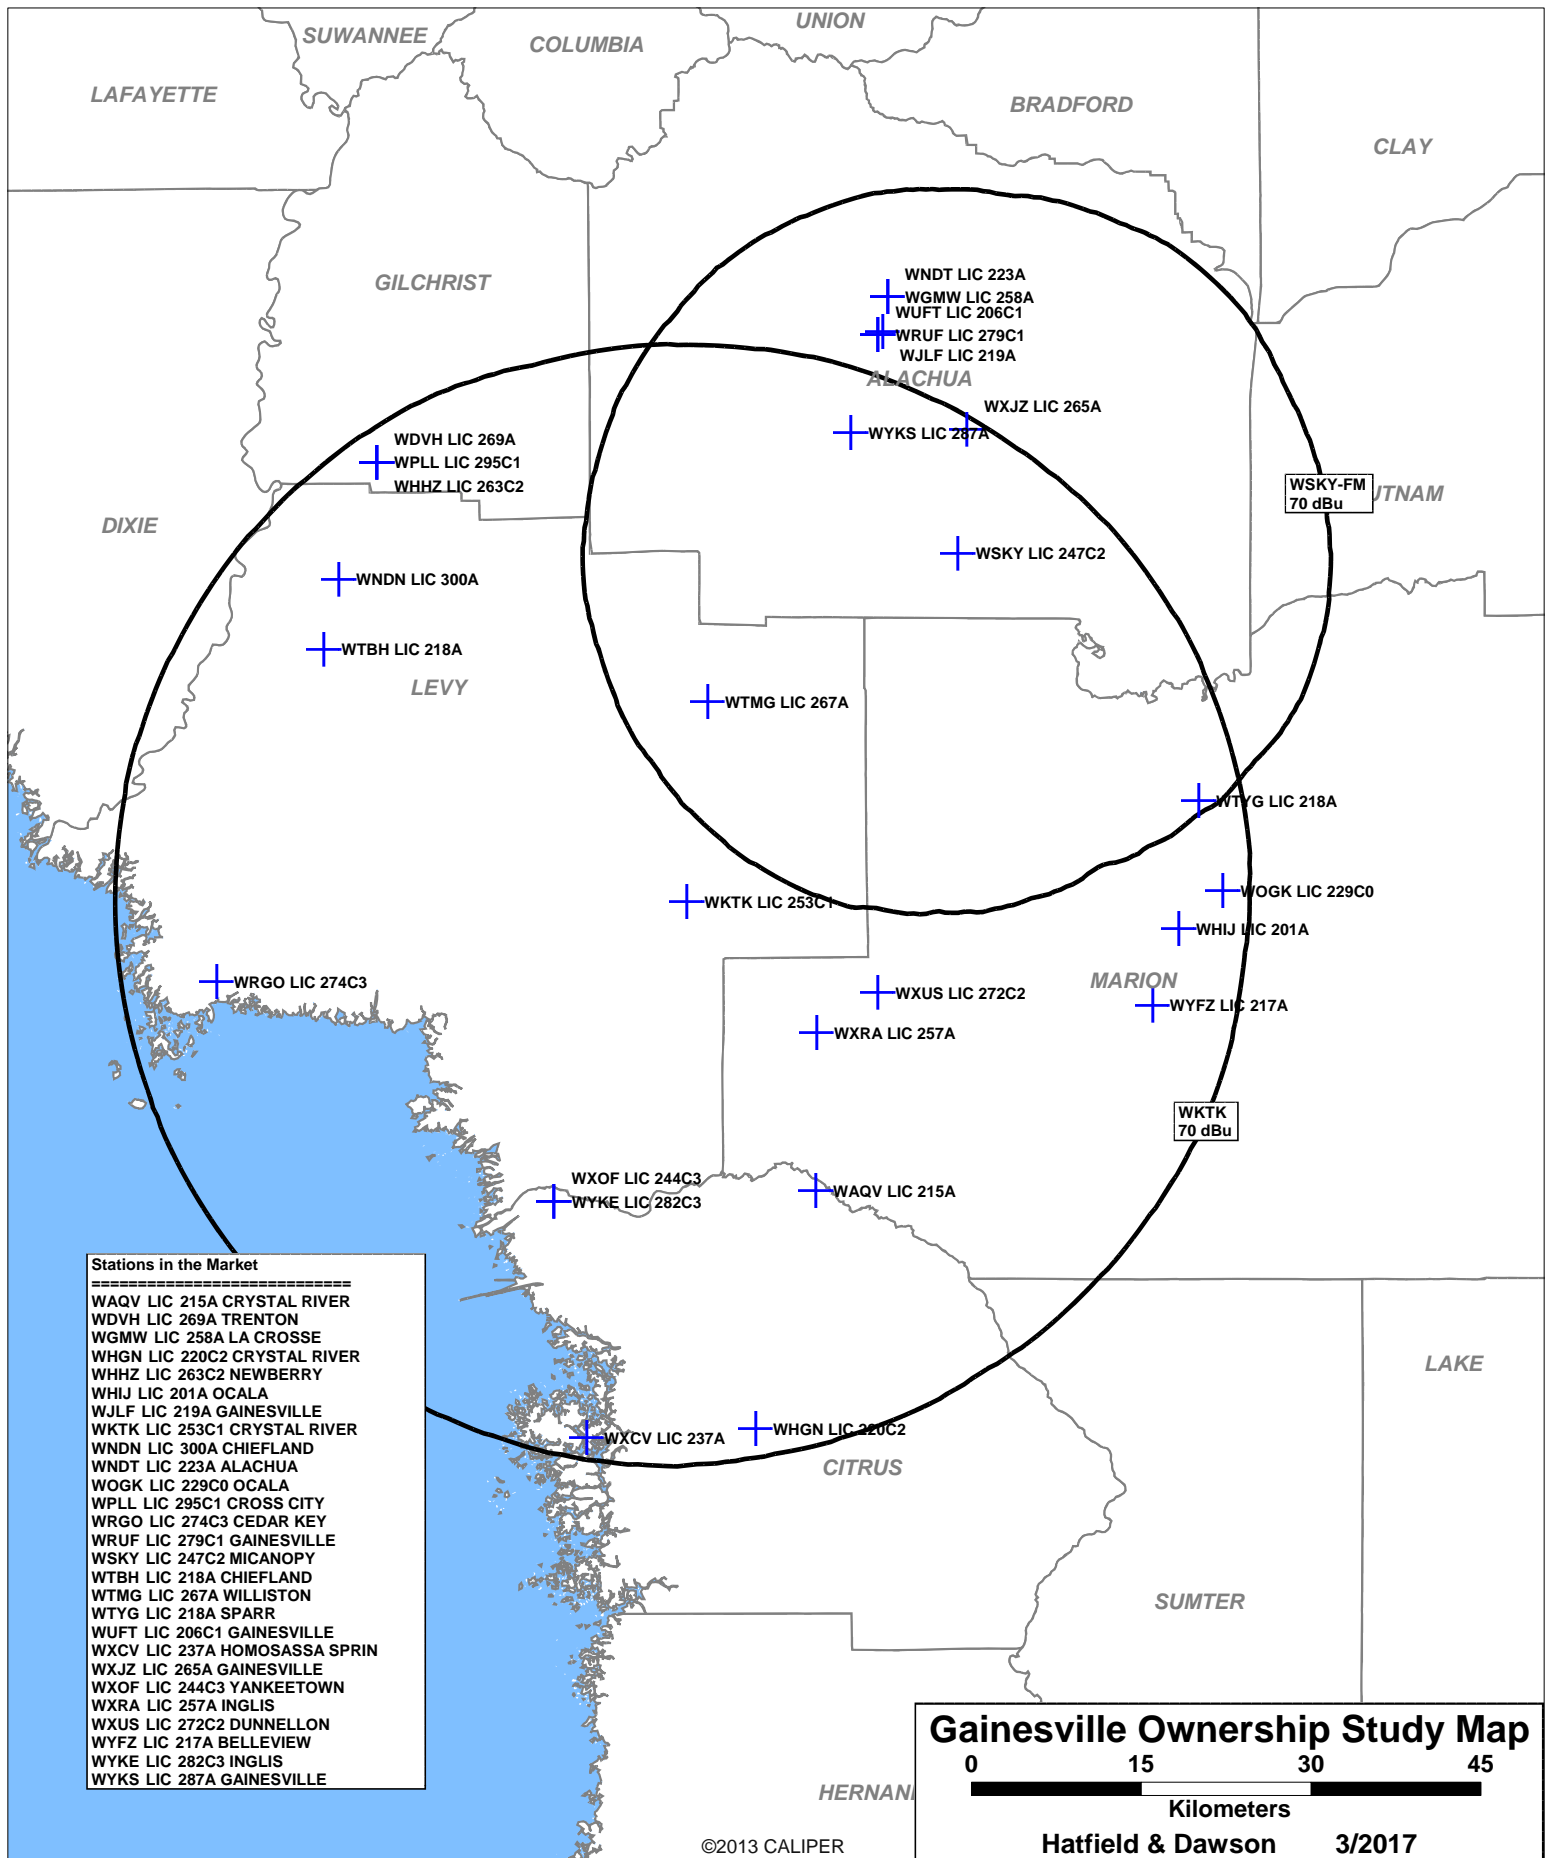 UNION
SUWANNEE
COLUMBIA
LAFAYETTE
BRADFORD
CLAY
GILCHRIST
WNDT LIC 223A
WGMW LIC 258A
WUFT LIC 206C1
WRUF LIC 279C1
WJLF LIC 219A
ALACHUA
WXJZ LIC 265A
WYKS LIC 287A
WDVH LIC 269A
WPLL LIC 295C1
WHHZ LIC 263C2
WSKY-FM
70 dBu
UTNAM
DIXIE
WSKY LIC 247C2
WNDN LIC 300A
WTBH LIC 218A
LEVY
WTMG LIC 267A
WTYG LIC 218A
WKTK LIC 253C1
WOGK LIC 229C0
WHIJ LIC 201A
WRGO LIC 274C3
MARION
WXUS LIC 272C2
WYFZ LIC 217A
WXRA LIC 257A
WKTK
70 dBu
WXOF LIC 244C3
WYKE LIC 282C3
WAQV LIC 215A
LAKE
WHGN LIC 220C2
WXCV LIC 237A
CITRUS
SUMTER
Stations in the Market
============================
WAQV LIC 215A CRYSTAL RIVER
WDVH LIC 269A TRENTON
WGMW LIC 258A LA CROSSE
WHGN LIC 220C2 CRYSTAL RIVER
WHHZ LIC 263C2 NEWBERRY
WHIJ LIC 201A OCALA
WJLF LIC 219A GAINESVILLE
WKTK LIC 253C1 CRYSTAL RIVER
WNDN LIC 300A CHIEFLAND
WNDT LIC 223A ALACHUA
WOGK LIC 229C0 OCALA
WPLL LIC 295C1 CROSS CITY
WRGO LIC 274C3 CEDAR KEY
WRUF LIC 279C1 GAINESVILLE
WSKY LIC 247C2 MICANOPY
WTBH LIC 218A CHIEFLAND
WTMG LIC 267A WILLISTON
WTYG LIC 218A SPARR
WUFT LIC 206C1 GAINESVILLE
WXCV LIC 237A HOMOSASSA SPRIN
WXJZ LIC 265A GAINESVILLE
WXOF LIC 244C3 YANKEETOWN
WXRA LIC 257A INGLIS
WXUS LIC 272C2 DUNNELLON
WYFZ LIC 217A BELLEVIEW
WYKE LIC 282C3 INGLIS
WYKS LIC 287A GAINESVILLE
HERNAN
Gainesville Ownership Study Map
0 15 30 45
Kilometers
Hatfield & Dawson 3/2017
©2013 CALIPER